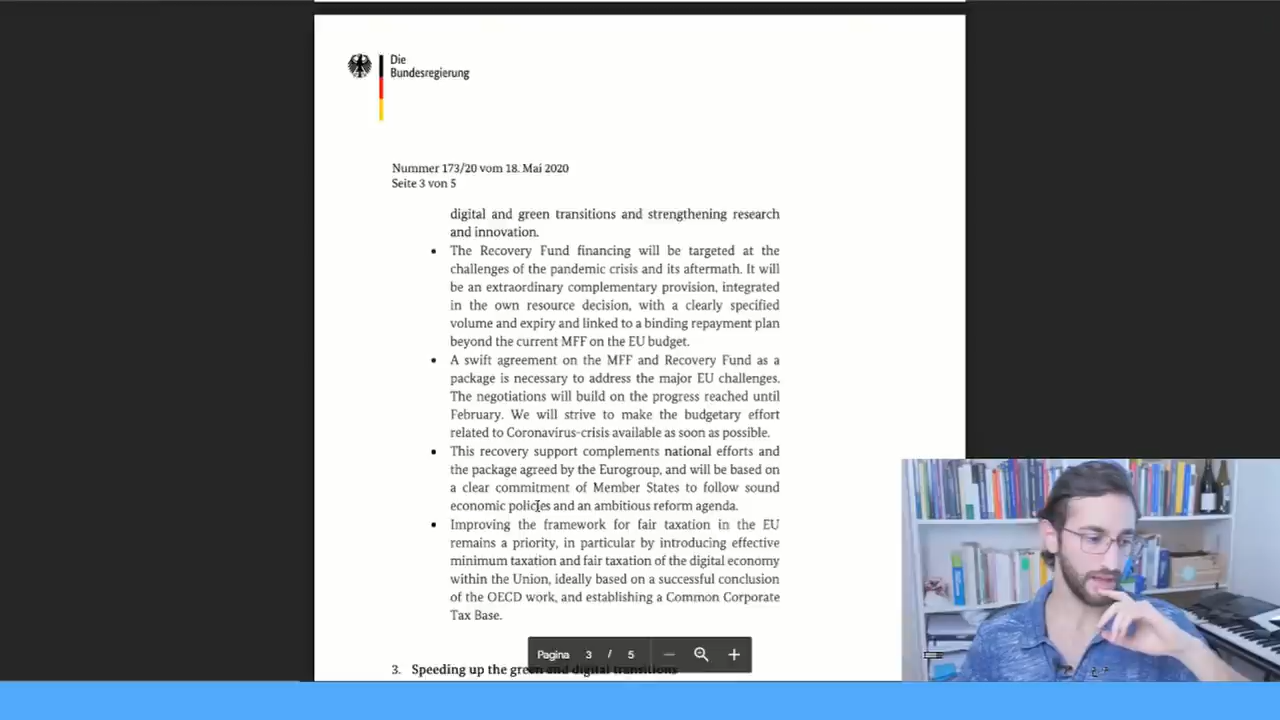 Die
Bundesregierung
Nummer 173/20 vom 18. Mai 2020
Seite 3 von 5
digital and green transitions and strengthening research
and innovation.
• The Recovery Fund financing will be targeted at the
challenges of the pandemic crisis and its aftermath. It will
be an extraordinary complementary provision, integrated
in the own resource decision, with a clearly specified
volume and expiry and linked to a binding repayment plan
beyond the current MFF on the EU budget.
• A swift agreement on the MFF and Recovery Fund as a
package is necessary to address the major EU challenges.
The negotiations will build on the progress reached until
February. We will strive to make the budgetary effort
related to Coronavirus-crisis available as soon as possible.
• This recovery support complements national efforts and
the package agreed by the Eurogroup, and will be based on
a clear commitment of Member States to follow sound
economic policies and an ambitious reform agenda.
• Improving the framework for fair taxation in the EU
remains a priority, in particular by introducing effective
minimum taxation and fair taxation of the digital economy
within the Union, ideally based on a successful conclusion
of the OECD work, and establishing a Common Corporate
Tax Base.
Pagina 3 / 5
3. Speeding up the green and digital transitions